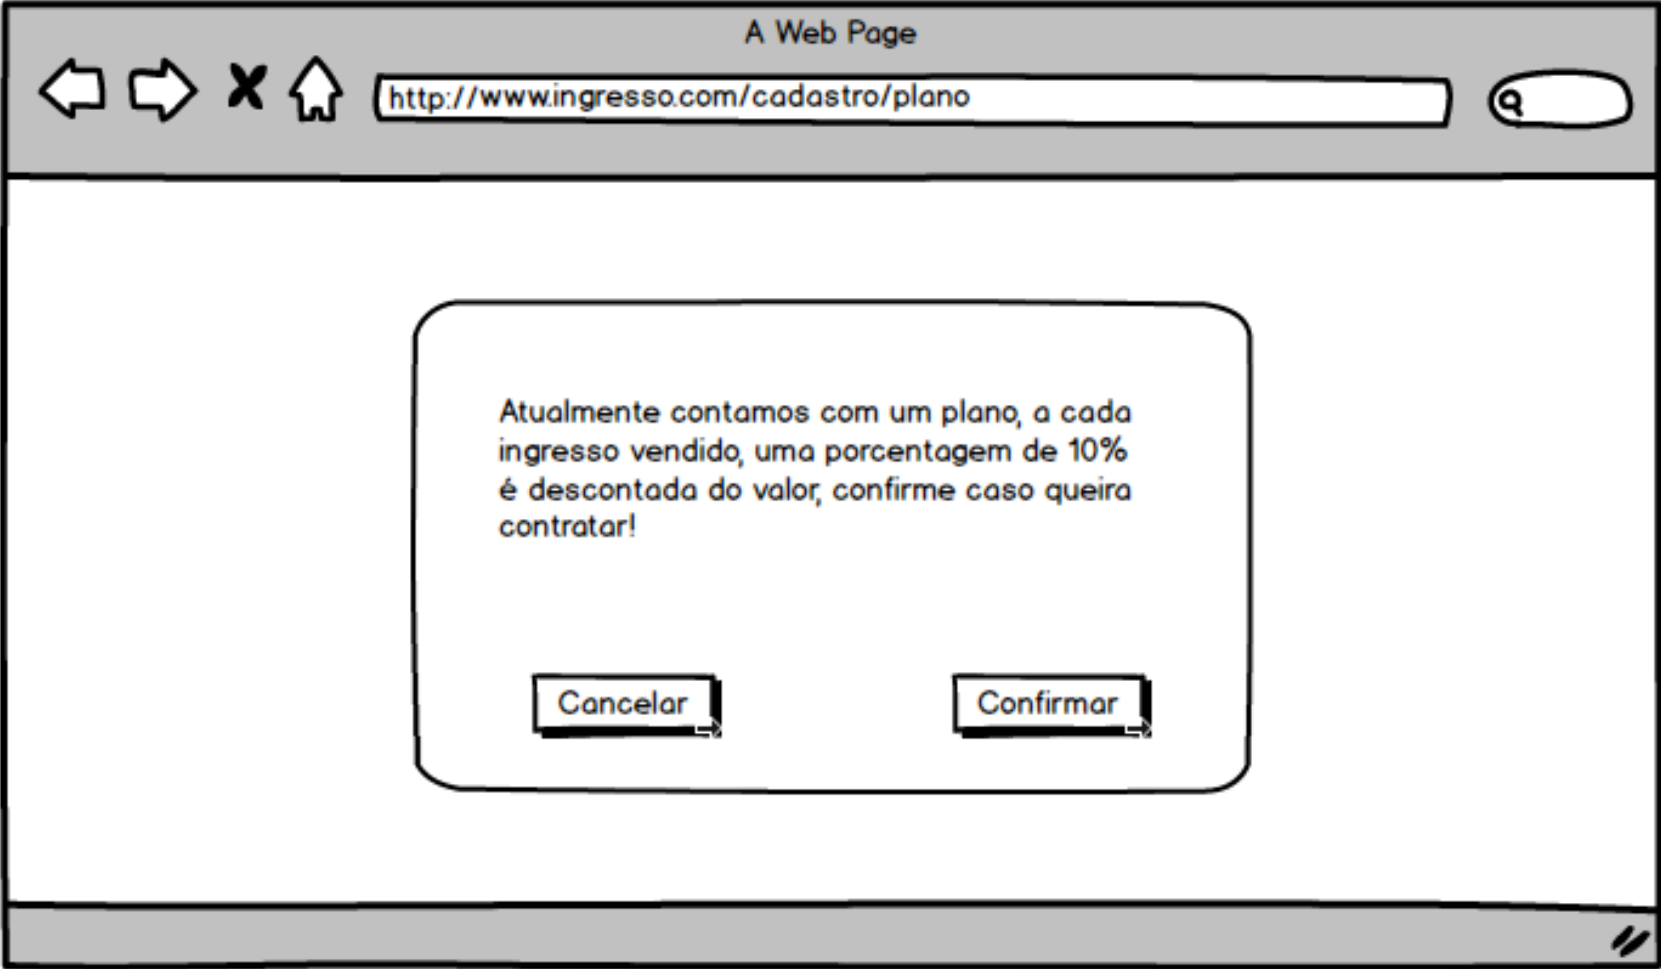 A Web Page
http://www.ingresso.com/cadastro/plano
Atualmente contamos com um plano, a cada
ingresso vendido, uma porcentagem de 10%
é descontada do valor, confirme caso queira
contratar!
Cancelar
Confirmar